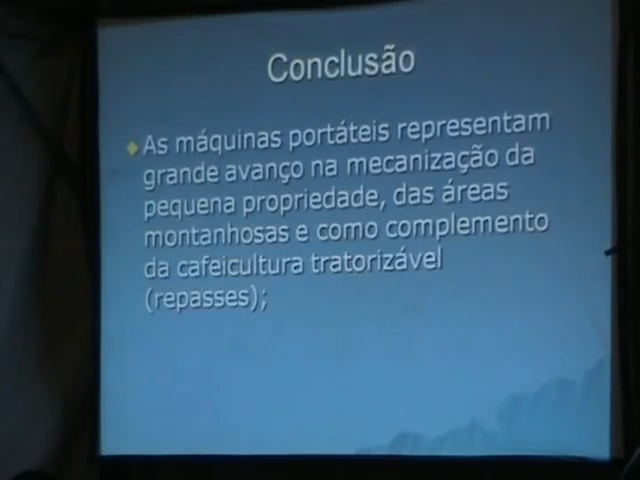 Conclusão
As máquinas portáteis representam
grande avanço na mecanização da
pequena propriedade, das áreas
montanhosas e como complemento
da cafeicultura tratorizável
(repasses);